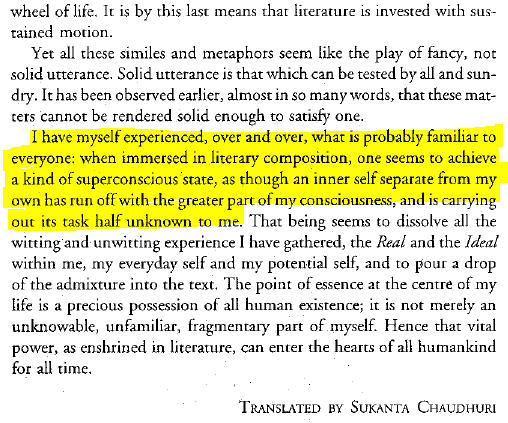 wheel of life. It is by this last means that literature is invested with sus-
tained motion.
Yet all these similes and metaphors seem like the play of fancy, not
solid utterance. Solid utterance is that which can be tested by all and sun-
dry. It has been observed earlier, almost in so many words, that these mat-
ters cannot be rendered solid enough to satisfy one.
I have myself experienced, over and over, what is probably familiar to
everyone: when immersed in literary composition, one seems to achieve
a kind of superconscious state, as though an inner self separate from my
own has run off with the greater part of my consciousness, and is carrying
out its task half unknown to me. That being seems to dissolve all the
witting and unwitting experience I have gathered, the Real and the Ideal
within me, my everyday self and my potential self, and to pour a drop
of the admixture into the text. The point of essence at the centre of my
life is a precious possession of all human existence; it is not merely an
unknowable, unfamiliar, fragmentary part of myself. Hence that vital
power, as enshrined in literature, can enter the hearts of all humankind
for all time.
TRANSLATED BY SUKANTA CHAUDHURI